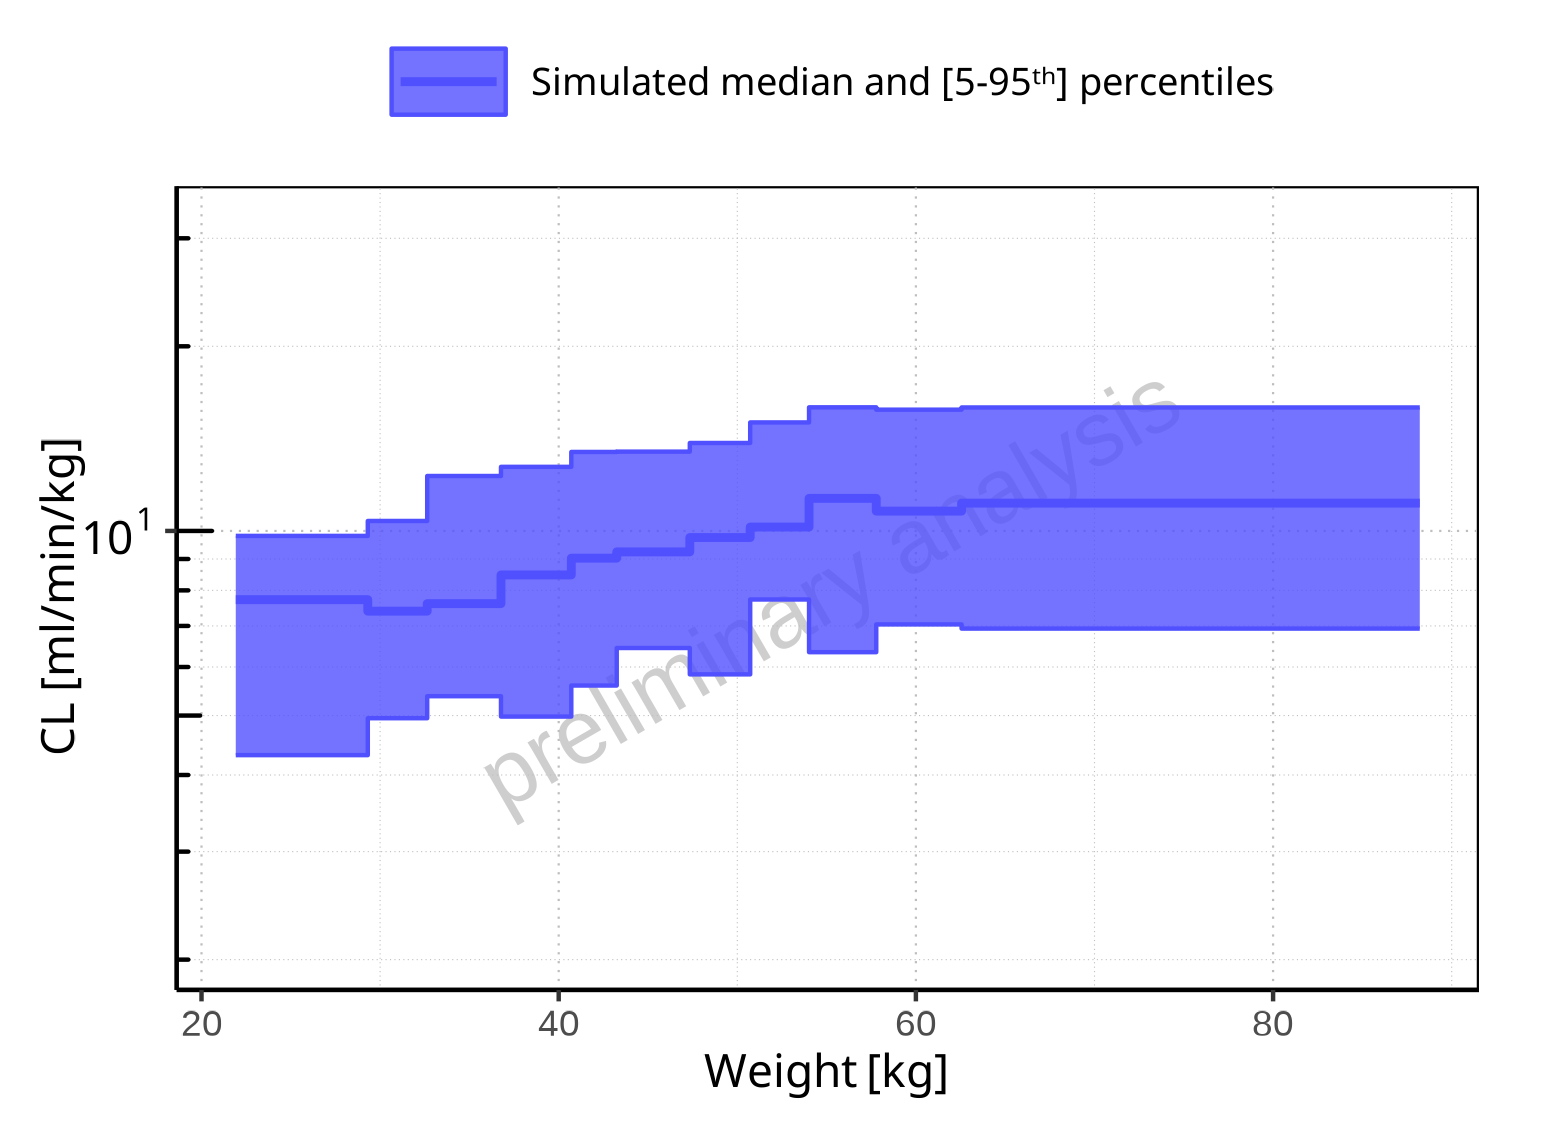 Simulated median and [5-95ᵗʰ] percentiles
CL [ml/min/kg]
10¹
preliminary analysis
20 40 60 80
Weight [kg]